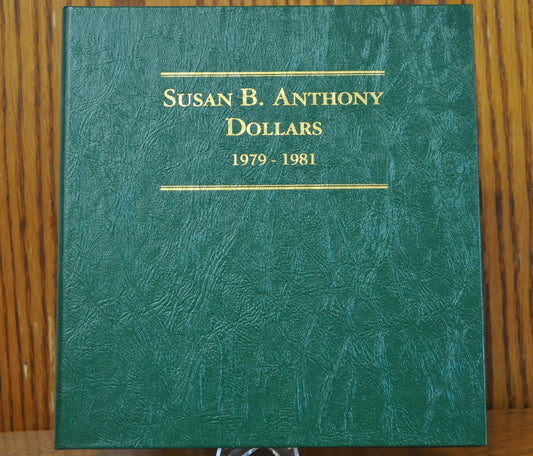 SUSAN B. ANTHONY
DOLLARS
1979 - 1981